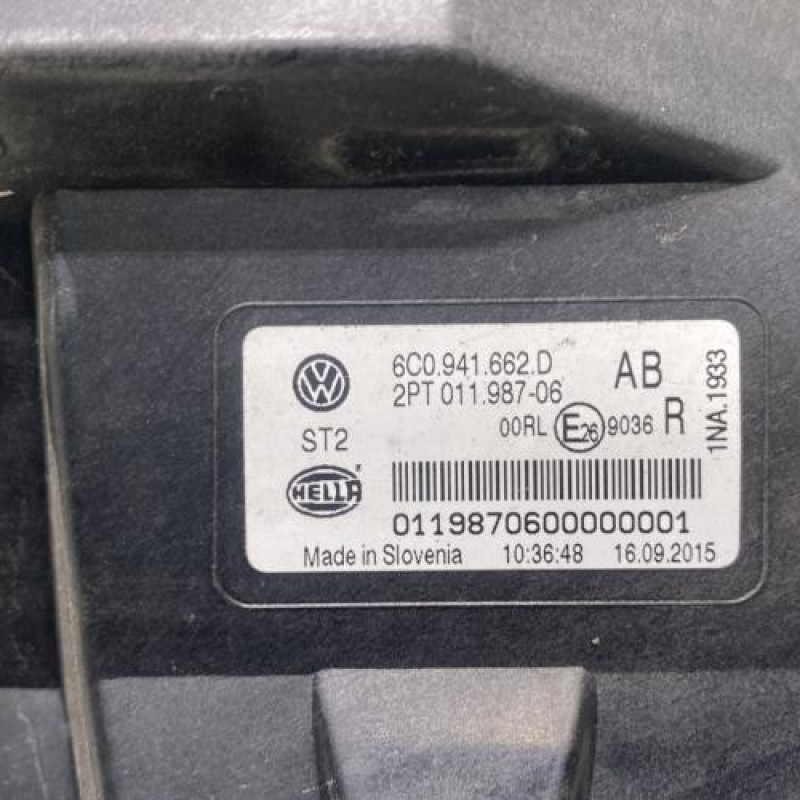 6C0.941.662.D AB
2PT 011.987-06
00RL E26 9036 R
1NA.1933
VW
ST2
HELLA
0119870600000001
Made in Slovenia 10:36:48 16.09.2015